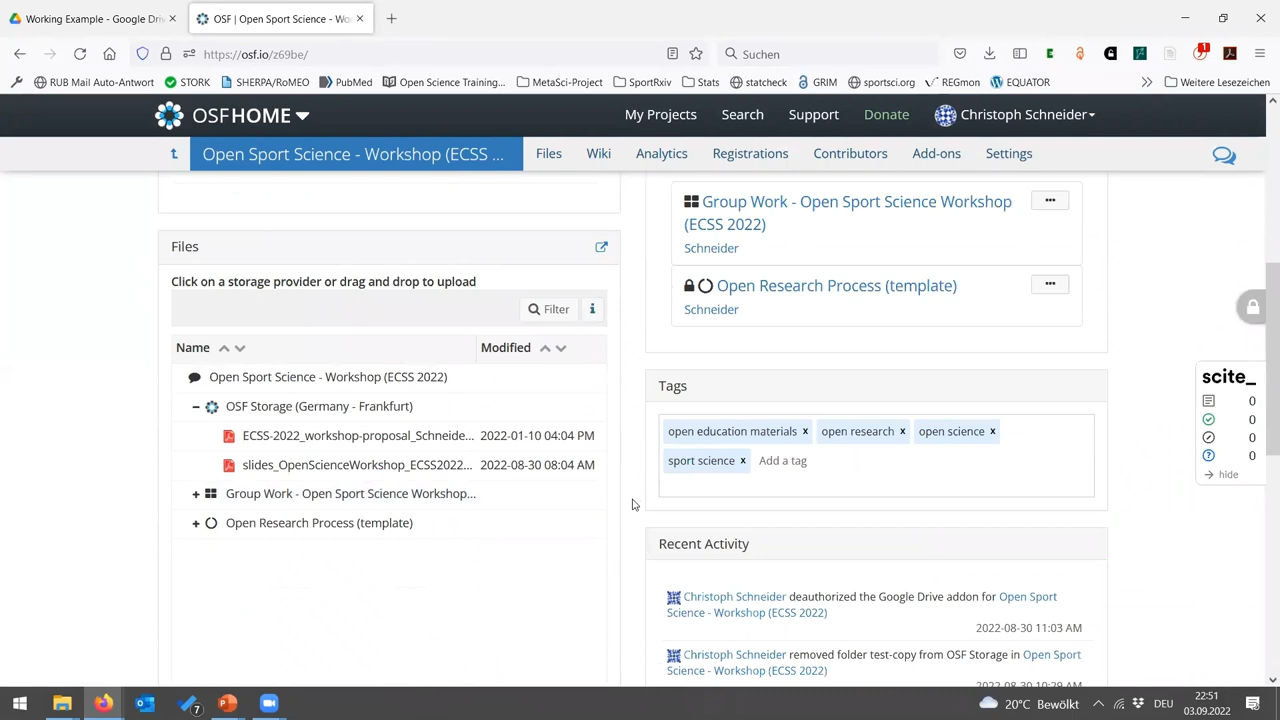 Working Example - Google Dri
OSF | Open Sport Science - Wo
https://osf.io/z69be/
Suchen
1
RUB Mail Auto-Antwort
STORK
SHERPA/RoMEO
PubMed
Open Science Training...
MetaSci-Project
SportRxiv
Stats
statcheck
GRIM
sportsci.org
REGmon
EQUATOR
Weitere Lesezeichen
OSFHOME
My Projects
Search
Support
Donate
Christoph Schneider
Open Sport Science - Workshop (ECSS ...
Files
Wiki
Analytics
Registrations
Contributors
Add-ons
Settings
Group Work - Open Sport Science Workshop
(ECSS 2022)
Schneider
Open Research Process (template)
Schneider
Files
Click on a storage provider or drag and drop to upload
Filter
Name
Modified
Open Sport Science - Workshop (ECSS 2022)
OSF Storage (Germany - Frankfurt)
ECSS-2022_workshop-proposal_Schneide... 2022-01-10 04:04 PM
slides_OpenScienceWorkshop_ECSS2022... 2022-08-30 08:04 AM
Group Work - Open Sport Science Workshop...
Open Research Process (template)
Tags
open education materials x open research x open science x
sport science x Add a tag
Recent Activity
Christoph Schneider deauthorized the Google Drive addon for Open Sport
Science - Workshop (ECSS 2022)
2022-08-30 11:03 AM
Christoph Schneider removed folder test-copy from OSF Storage in Open Sport
Science - Workshop (ECSS 2022)
2022-08-30 10:29 AM
scite_
0
0
0
0
hide
7
20°C Bewölkt
DEU
22:51
03.09.2022